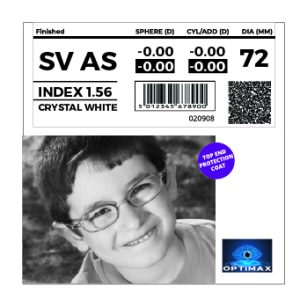 Finished SPHERE (D) CYL/ADD (D) DIA (MM)
SV AS -0.00 -0.00 72
-0.00 -0.00
INDEX 1.56
CRYSTAL WHITE
5 012345 678900
020908
TOP END
PROTECTION
COAT
OPTIMAX